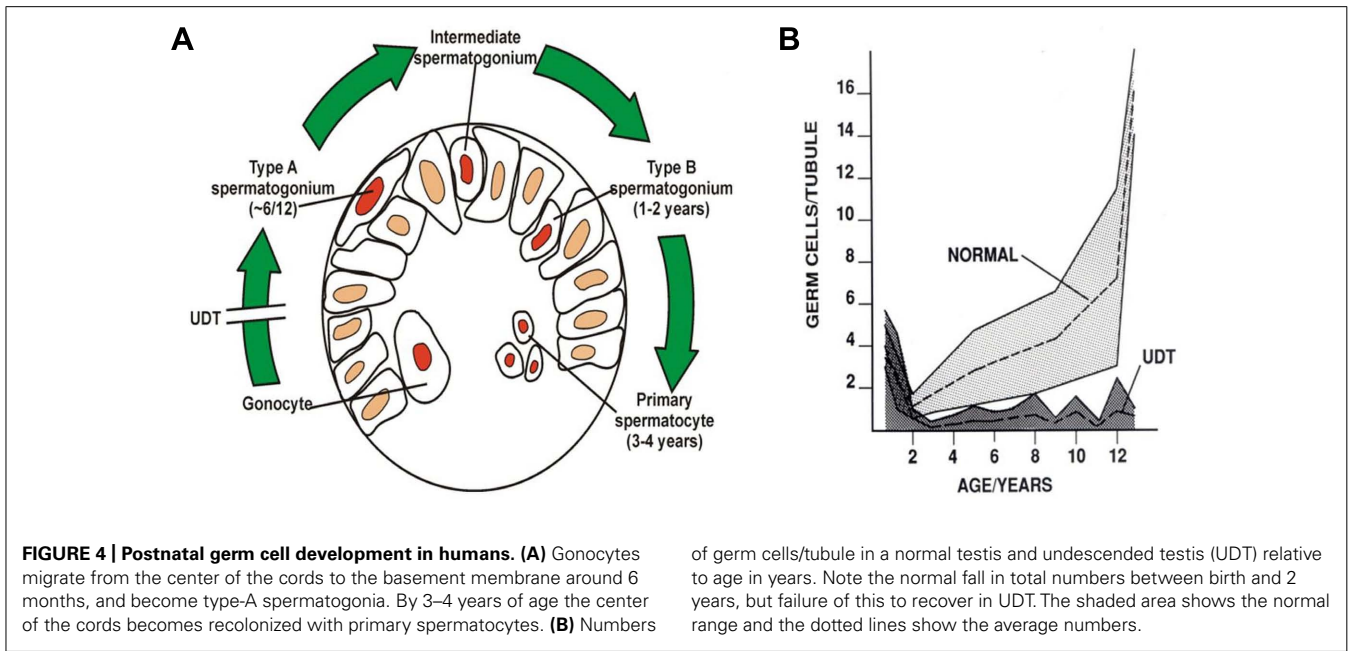 A
Intermediate
spermatogonium
Type A
spermatogonium
(~6/12)
Type B
spermatogonium
(1-2 years)
UDT
Gonocyte
Primary
spermatocyte
(3-4 years)
B
GERM CELLS/TUBULE
16
14
12
10
8
6
4
2
NORMAL
UDT
2 4 6 8 10 12
AGE/YEARS
FIGURE 4 | Postnatal germ cell development in humans. (A) Gonocytes
migrate from the center of the cords to the basement membrane around 6
months, and become type-A spermatogonia. By 3–4 years of age the center
of the cords becomes recolonized with primary spermatocytes. (B) Numbers
of germ cells/tubule in a normal testis and undescended testis (UDT) relative
to age in years. Note the normal fall in total numbers between birth and 2
years, but failure of this to recover in UDT. The shaded area shows the normal
range and the dotted lines show the average numbers.